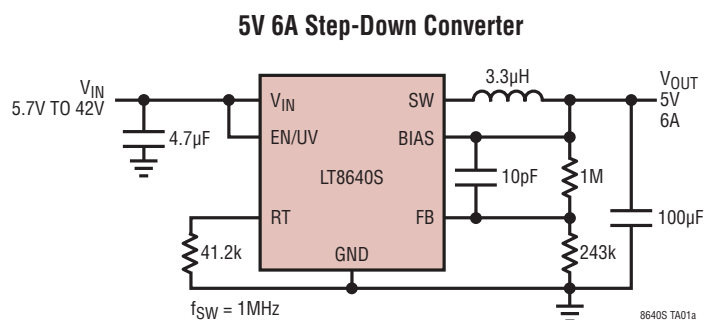 5V 6A Step-Down Converter
3.3µH
VIN
5.7V TO 42V
VIN
SW
VOUT
5V
6A
4.7µF
EN/UV
BIAS
LT8640S
10pF
1M
RT
FB
100µF
41.2k
GND
243k
fSW = 1MHz
8640S TA01a